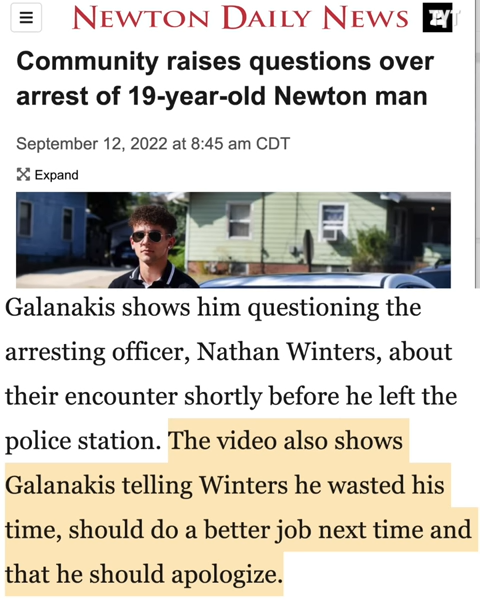 NEWTON DAILY NEWS
Community raises questions over
arrest of 19-year-old Newton man
September 12, 2022 at 8:45 am CDT
Expand
Galanakis shows him questioning the
arresting officer, Nathan Winters, about
their encounter shortly before he left the
police station. The video also shows
Galanakis telling Winters he wasted his
time, should do a better job next time and
that he should apologize.